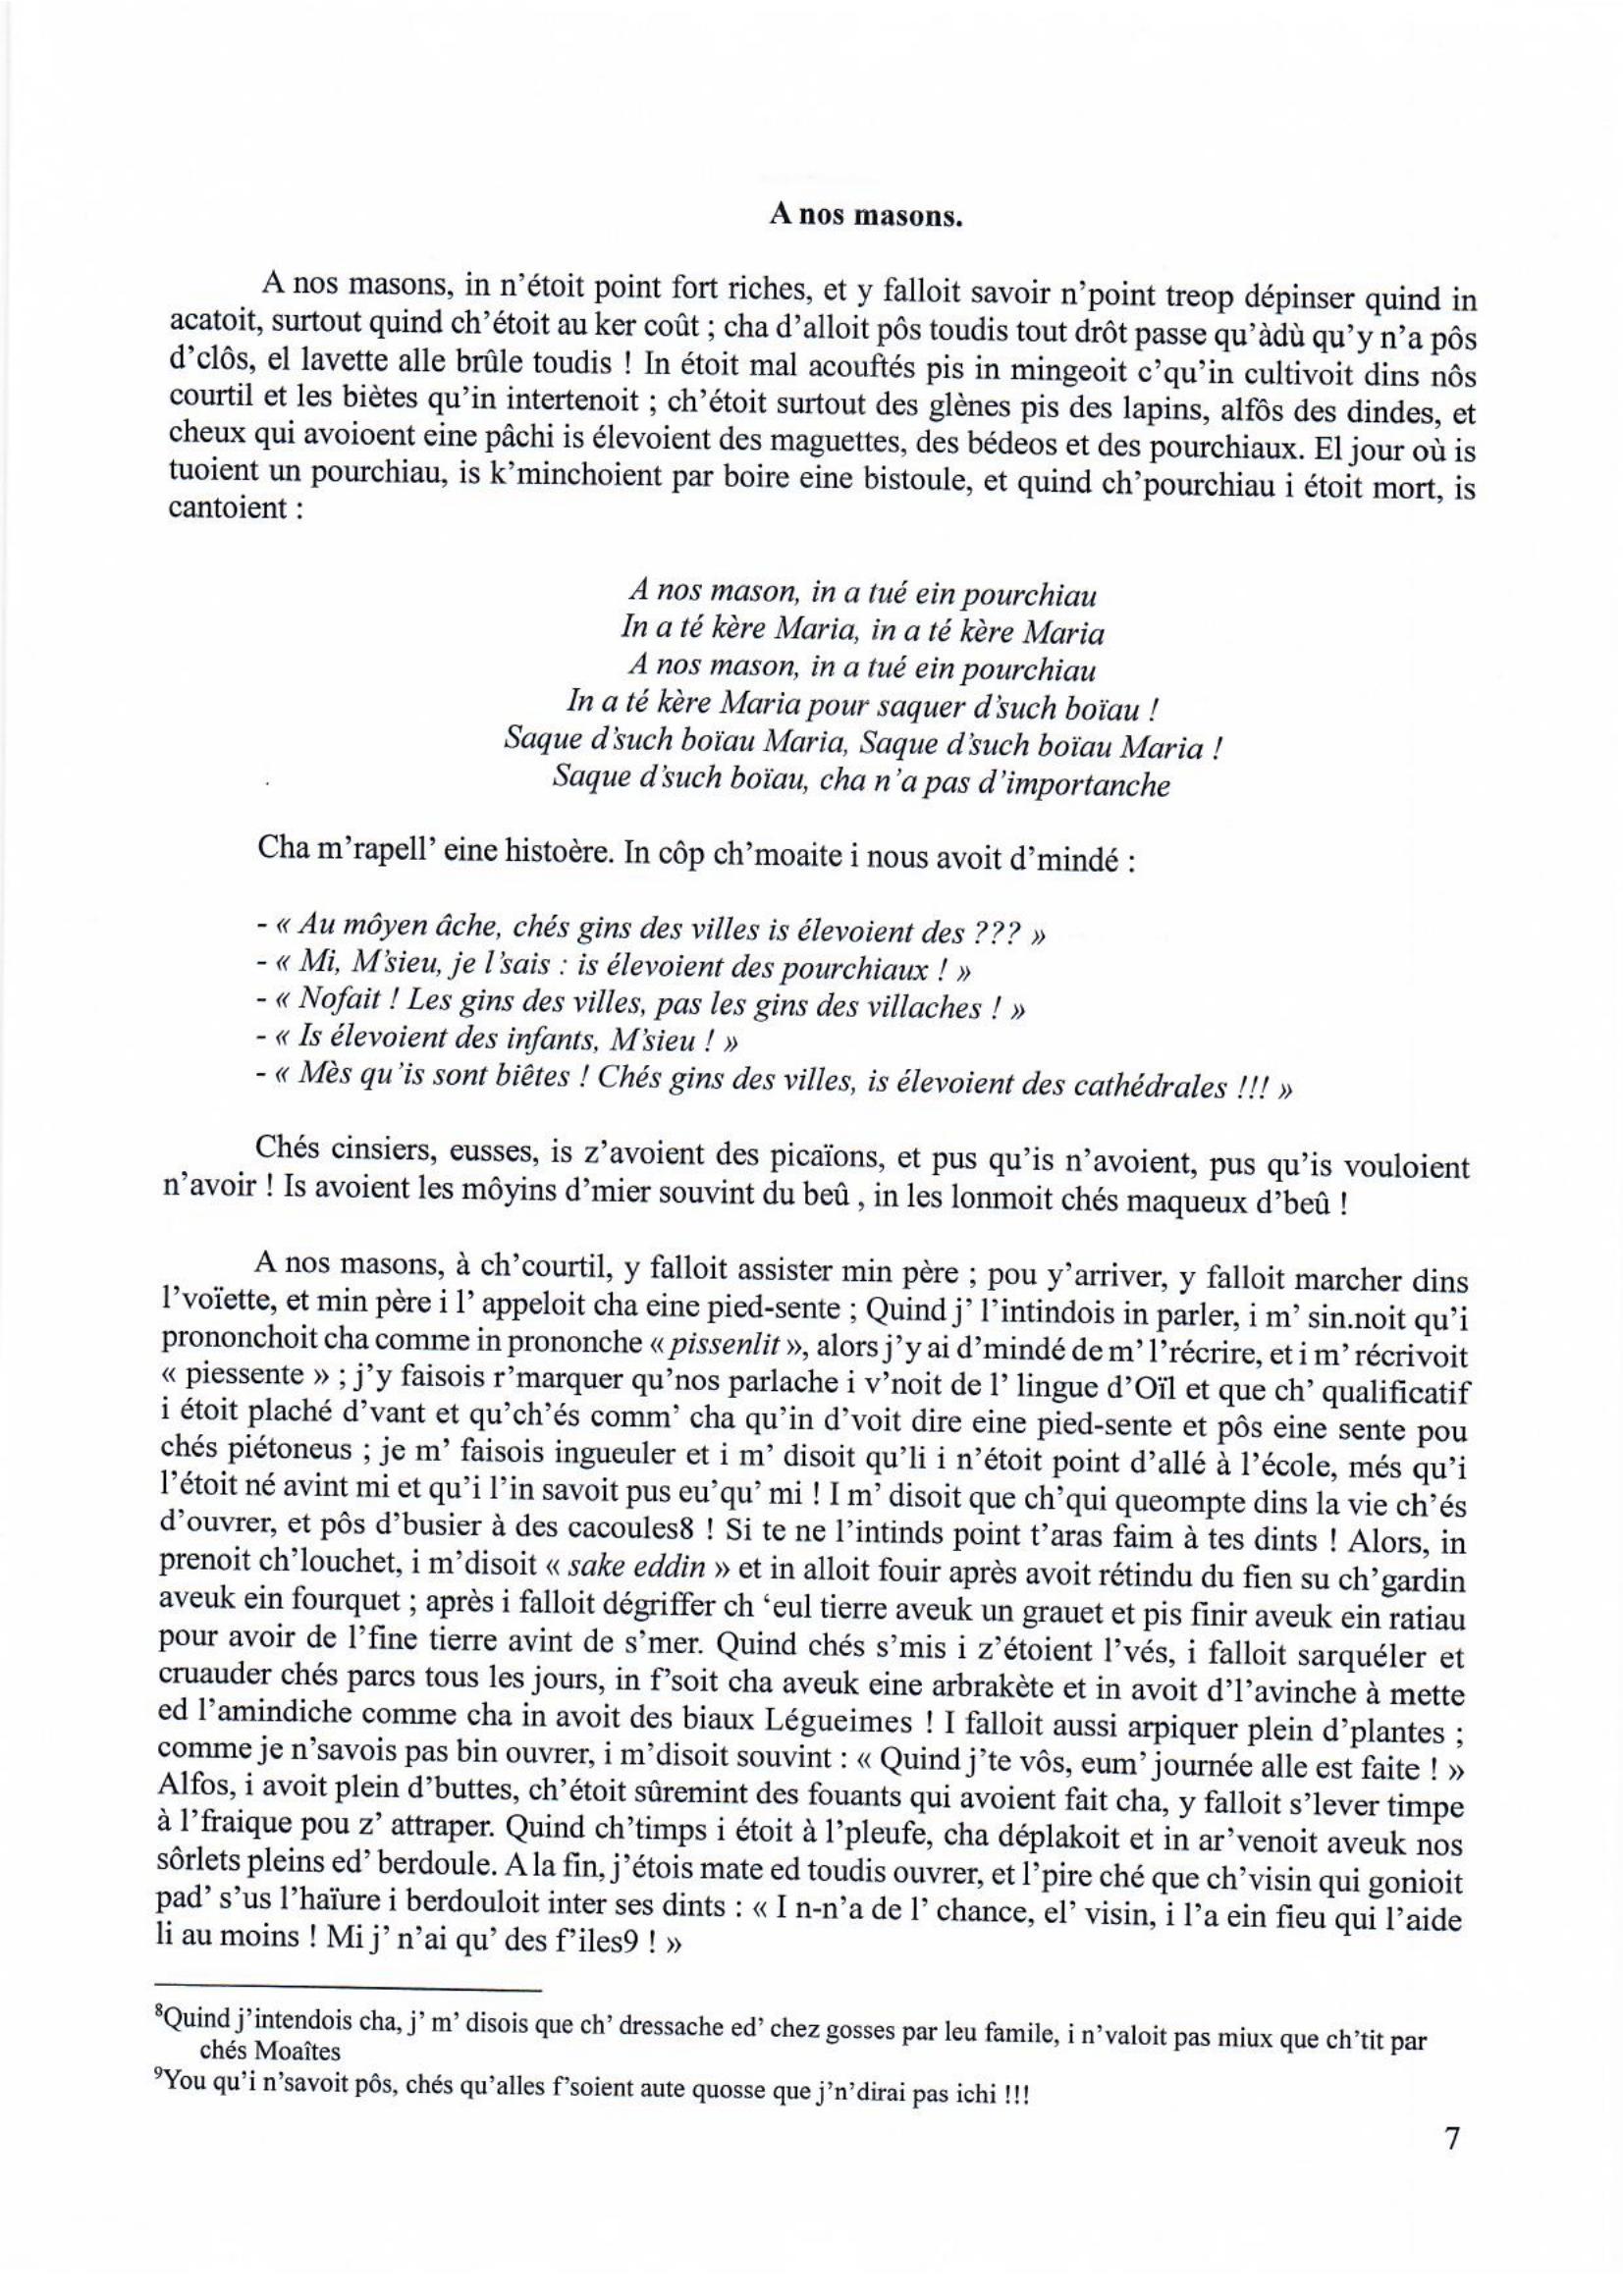 A nos masons.
A nos masons, in n’étoit point fort riches, et y falloit savoir n’point treop dépinser quind in
acatoit, surtout quind ch’étoit au ker coût ; cha d’alloit pôs toudis tout drôt passe qu’àdù qu’y n’a pôs
d’clôs, el lavette alle brûle toudis ! In étoit mal acouftés pis in mingeoit c’qu’in cultivoit dins nôs
courtil et les biètes qu’in intertenoit ; ch’étoit surtout des glènes pis des lapins, alfôs des dindes, et
cheux qui avoioent eine pâchi is élevoient des maguettes, des bédeos et des pourchiaux. El jour où is
tuoient un pourchiau, is k’minchoient par boire eine bistoule, et quind ch’pourchiau i étoit mort, is
cantoient :
A nos mason, in a tué ein pourchiau
In a té kère Maria, in a té kère Maria
A nos mason, in a tué ein pourchiau
In a té kère Maria pour saquer d’such boïau !
Saque d’such boïau Maria, Saque d’such boïau Maria !
Saque d’such boïau, cha n’a pas d’importanche
Cha m’rapell’ eine histoère. In côp ch’moaite i nous avoit d’mindé :
- « Au môyen âche, chés gins des villes is élevoient des ??? »
- « Mi, M’sieu, je l’sais : is élevoient des pourchiaux ! »
- « Nofait ! Les gins des villes, pas les gins des villaches ! »
- « Is élevoient des infants, M’sieu ! »
- « Mès qu’is sont biêtes ! Chés gins des villes, is élevoient des cathédrales !!! »
Chés cinsiers, eusses, is z’avoient des picaïons, et pus qu’is n’avoient, pus qu’is vouloient
n’avoir ! Is avoient les môyins d’mier souvint du beû , in les lonmoit chés maqueux d’beû !
A nos masons, à ch’courtil, y falloit assister min père ; pou y’arriver, y falloit marcher dins
l’voïette, et min père i l’ appeloit cha eine pied-sente ; Quind j’ l’intindois in parler, i m’ sin.noit qu’i
prononchoit cha comme in prononche « pissenlit », alors j’y ai d’mindé de m’ l’récrire, et i m’ récrivoit
« piessente » ; j’y faisois r’marquer qu’nos parlache i v’noit de l’ lingue d’Oïl et que ch’ qualificatif
i étoit plaché d’vant et qu’ch’és comm’ cha qu’in d’voit dire eine pied-sente et pôs eine sente pou
chés piétoneus ; je m’ faisois ingueuler et i m’ disoit qu’li i n’étoit point d’allé à l’école, més qu’i
l’étoit né avint mi et qu’i l’in savoit pus eu’qu’ mi ! I m’ disoit que ch’qui queompte dins la vie ch’és
d’ouvrer, et pôs d’busier à des cacoules8 ! Si te ne l’intinds point t’aras faim à tes dints ! Alors, in
prenoit ch’louchet, i m’disoit « sake eddin » et in alloit fouir après avoit rétindu du fien su ch’gardin
aveuk ein fourquet ; après i falloit dégriffer ch ‘eul tierre aveuk un grauet et pis finir aveuk ein ratiau
pour avoir de l’fine tierre avint de s’mer. Quind chés s’mis i z’étoient l’vés, i falloit sarquéler et
cruauder chés parcs tous les jours, in f’soit cha aveuk eine arbrakète et in avoit d’l’avinche à mette
ed l’amindiche comme cha in avoit des biaux Légueimes ! I falloit aussi arpiquer plein d’plantes ;
comme je n’savois pas bin ouvrer, i m’disoit souvint : « Quind j’te vôs, eum’ journée alle est faite ! »
Alfos, i avoit plein d’buttes, ch’étoit sûremint des fouants qui avoient fait cha, y falloit s’lever timpe
à l’fraique pou z’ attraper. Quind ch’timps i étoit à l’pleufe, cha déplakoit et in ar’venoit aveuk nos
sôrlets pleins ed’ berdoule. A la fin, j’étois mate ed toudis ouvrer, et l’pire ché que ch’visin qui gonioit
pad’ s’us l’haïure i berdouloit inter ses dints : « I n-n’a de l’ chance, el’ visin, i l’a ein fieu qui l’aide
li au moins ! Mi j’ n’ai qu’ des f’iles9 ! »
8Quind j’intendois cha, j’ m’ disois que ch’ dressache ed’ chez gosses par leu famile, i n’valoit pas miux que ch’tit par
chés Moaîtes
9You qu’i n’savoit pôs, chés qu’alles f’soient aute quosse que j’n’dirai pas ichi !!!
7